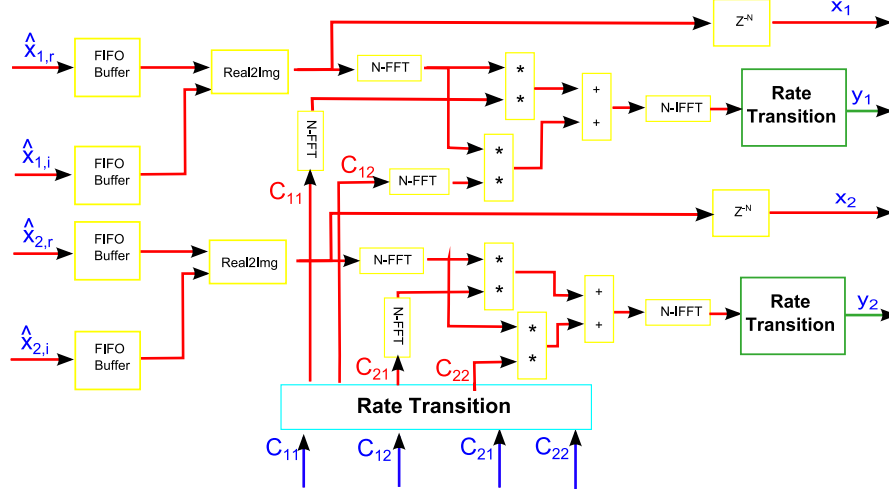 x̂1,r
FIFO
Buffer
Real2Img
N-FFT
*
*
+
+
N-IFFT
Z-N
x1
Rate
Transition
y1
x̂1,i
FIFO
Buffer
N-FFT
C11
C12
N-FFT
*
*
x̂2,r
FIFO
Buffer
Real2Img
N-FFT
*
*
+
+
N-IFFT
Z-N
x2
Rate
Transition
y2
x̂2,i
FIFO
Buffer
N-FFT
*
*
C21
C22
Rate Transition
C11
C12
C21
C22